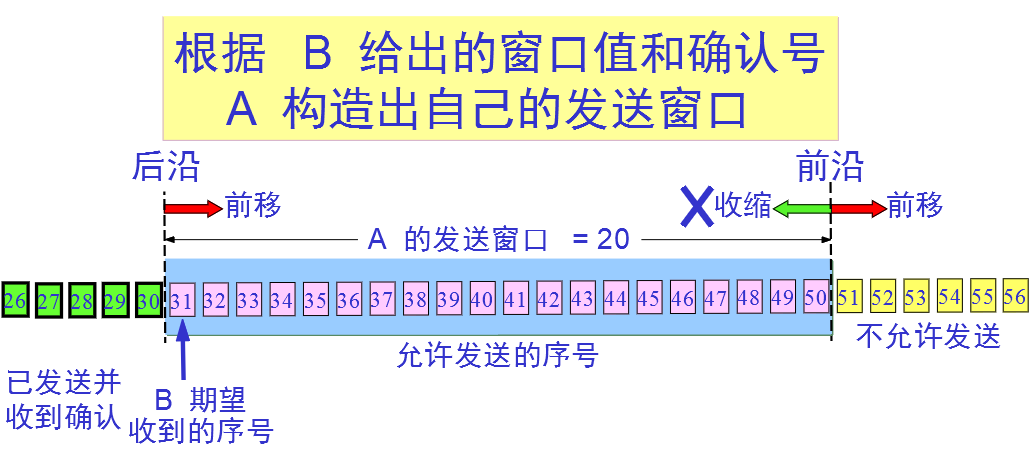 根据 B 给出的窗口值和确认号
A 构造出自己的发送窗口
后沿 前沿
前移 收缩 前移
A 的发送窗口 = 20
26 27 28 29 30 31 32 33 34 35 36 37 38 39 40 41 42 43 44 45 46 47 48 49 50 51 52 53 54 55 56
允许发送的序号 不允许发送
已发送并
收到确认
B 期望
收到的序号